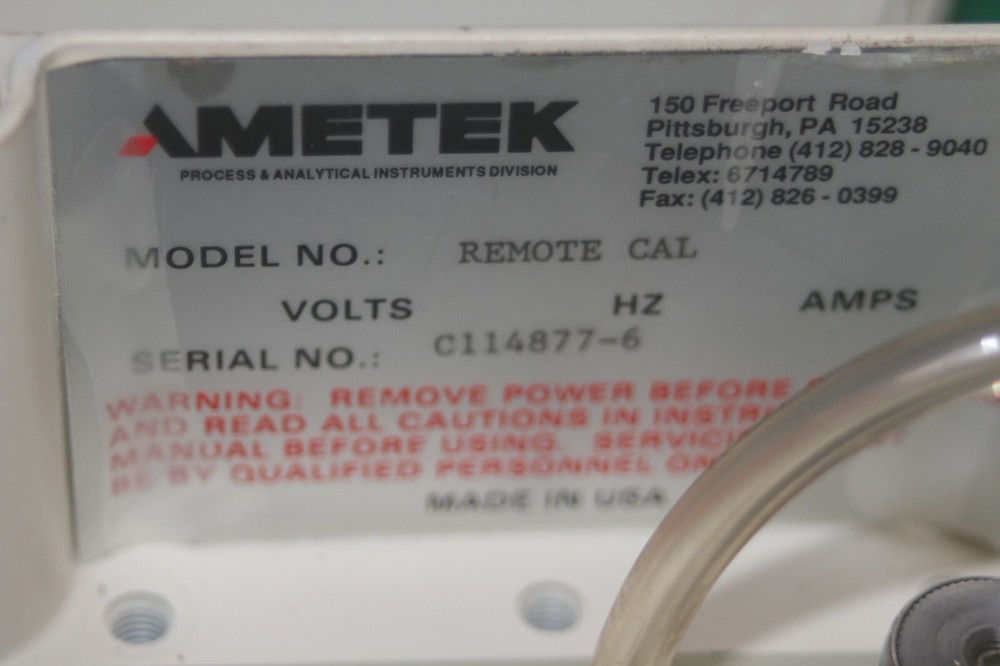 AMETEK
PROCESS & ANALYTICAL INSTRUMENTS DIVISION
150 Freeport Road
Pittsburgh, PA 15238
Telephone (412) 828 - 9040
Telex: 6714789
Fax: (412) 826 - 0399
MODEL NO.: REMOTE CAL
VOLTS HZ AMPS
SERIAL NO.: C114877-6
WARNING: REMOVE POWER BEFORE
AND READ ALL CAUTIONS IN
MANUAL BEFORE USING.
BE BY QUALIFIED PERSONNEL
MADE IN USA